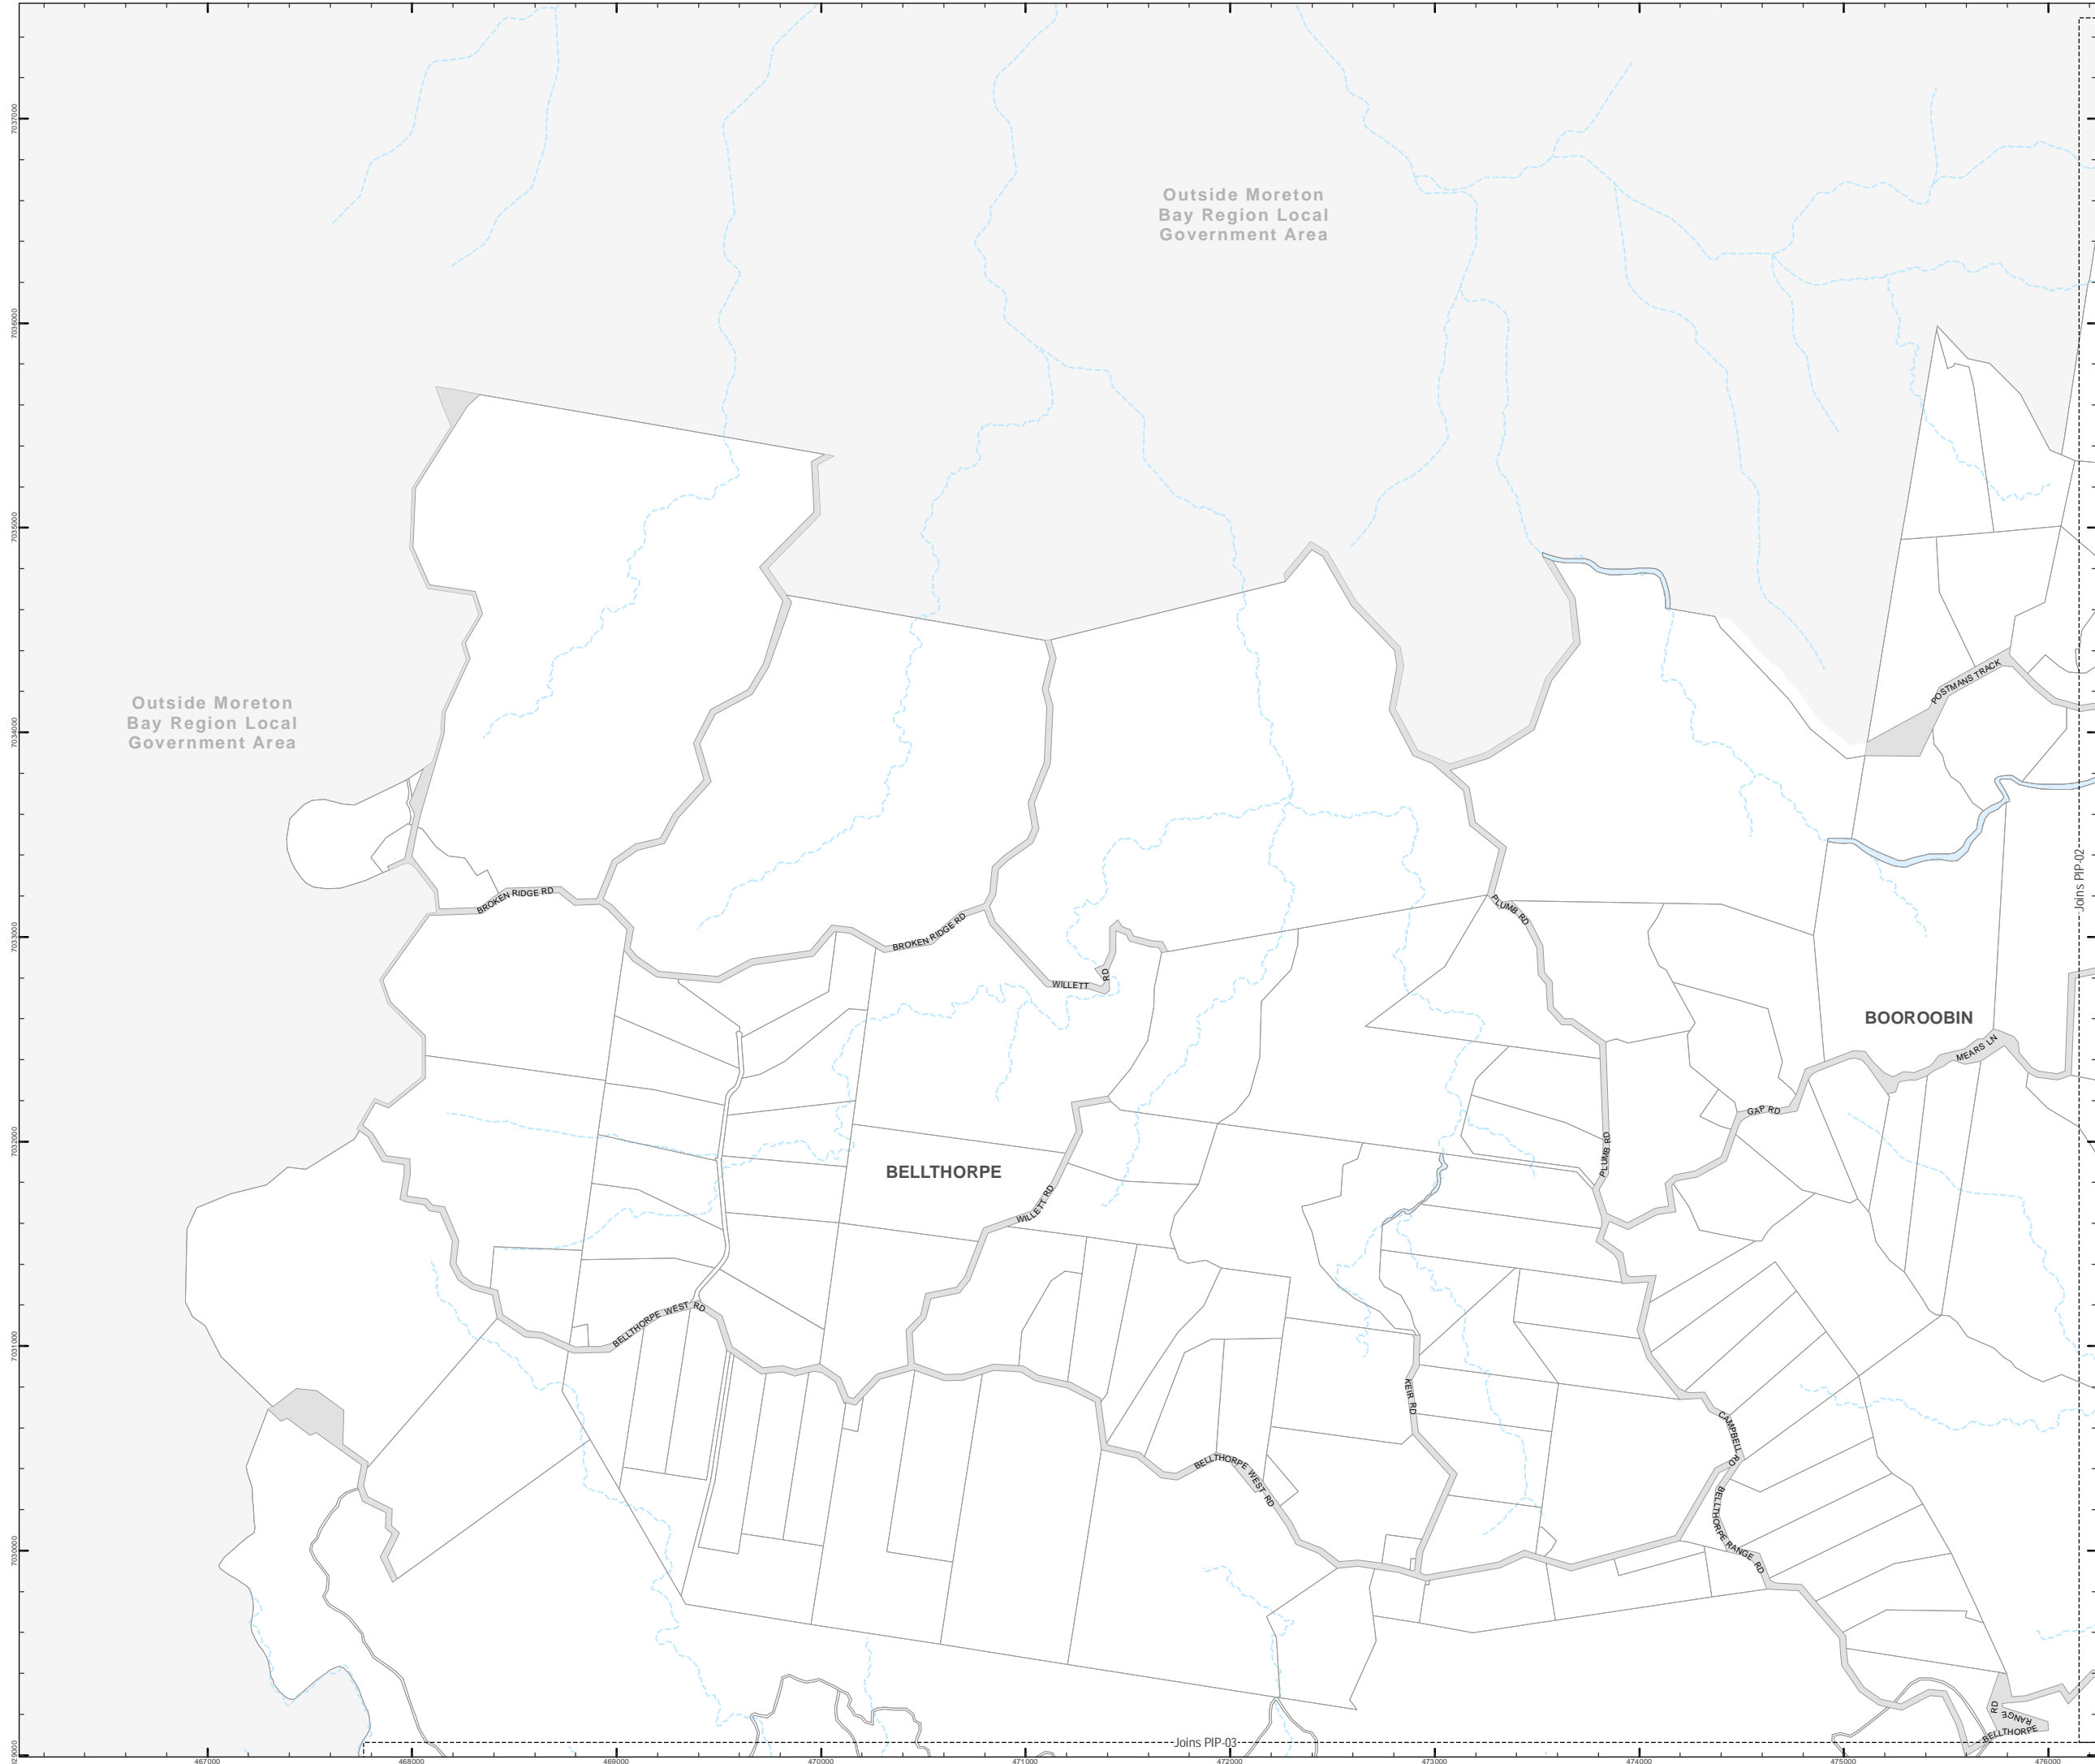 7037000
Outside Moreton
Bay Region Local
Government Area
7036000
7035000
Outside Moreton
Bay Region Local
Government Area
7034000
POSTMANS TRACK
BROKEN RIDGE RD
BROKEN RIDGE RD
PLUMB RD
Joins PIP-02
7033000
WILLETT
RD
BOOROOBIN
MEARS LN
GAP RD
7032000
PLUMB RD
BELLTHORPE
WILLETT RD
BELLTHORPE WEST RD
7031000
KEIR RD
CAMPBELL
RD
BELLTHORPE WEST RD
BELLTHORPE RANGE RD
7030000
RD
RANGE
BELLTHORPE
Joins PIP-03
29000
467000
468000
469000
470000
471000
472000
473000
474000
475000
476000